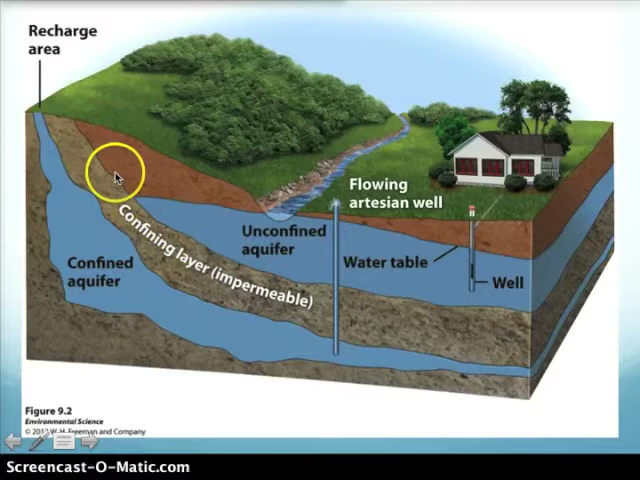 Recharge
area
Flowing
artesian well
Confining layer (impermeable)
Unconfined
aquifer
Water table
Well
Confined
aquifer
Figure 9.2
Environmental Science
Screencast-O-Matic.com